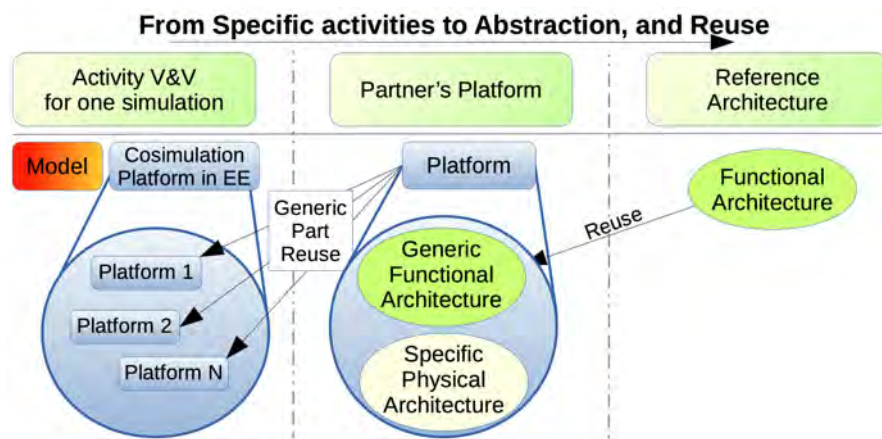 From Specific activities to Abstraction, and Reuse
Activity V&V
for one simulation
Partner's Platform
Reference
Architecture
Model
Cosimulation
Platform in EE
Platform
Functional
Architecture
Generic
Part
Reuse
Reuse
Platform 1
Platform 2
Platform N
Generic
Functional
Architecture
Specific
Physical
Architecture